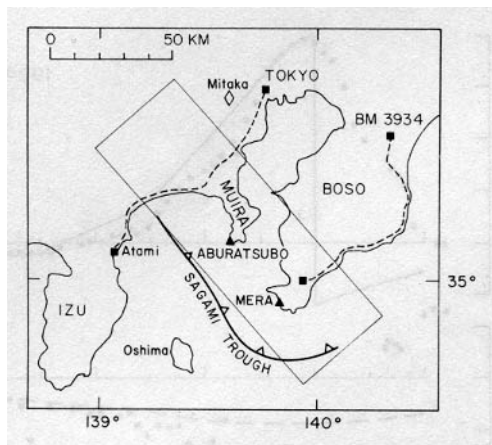 0 50 KM
TOKYO
Mitaka
BM 3934
MUIRA
BOSO
Atami
ABURATSUBO
35°
IZU
SAGAMI TROUGH
MERA
Oshima
139° 140°